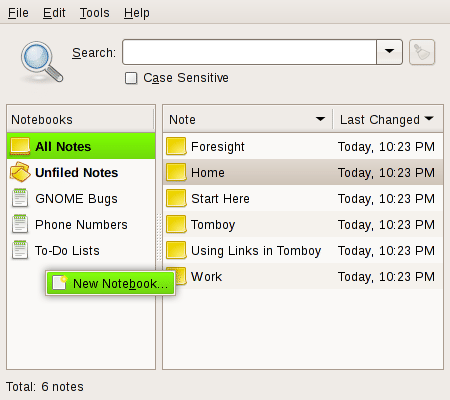 File Edit Tools Help
Search:
Case Sensitive
Notebooks
All Notes
Unfiled Notes
GNOME Bugs
Phone Numbers
To-Do Lists
New Notebook...
Note Last Changed
Foresight Today, 10:23 PM
Home Today, 10:23 PM
Start Here Today, 10:23 PM
Tomboy Today, 10:23 PM
Using Links in Tomboy Today, 10:23 PM
Work Today, 10:23 PM
Total: 6 notes